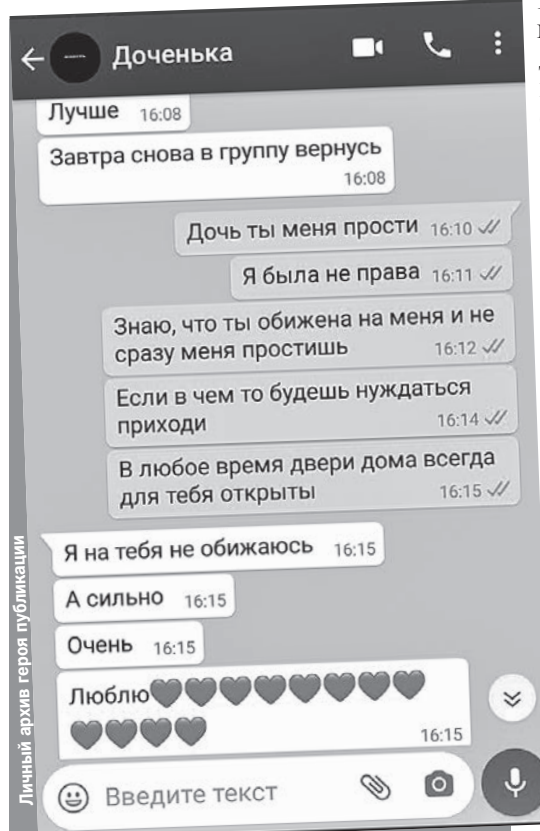 Доченька
Лучше 16:08
Завтра снова в группу вернусь
16:08
Дочь ты меня прости 16:10
Я была не права 16:11
Знаю, что ты обижена на меня и не
сразу меня простишь 16:12
Если в чем то будешь нуждаться
приходи 16:14
В любое время двери дома всегда
для тебя открыты 16:15
Я на тебя не обижаюсь 16:15
А сильно 16:15
Очень 16:15
Люблю
16:15
Введите текст
Личный архив героя публикации